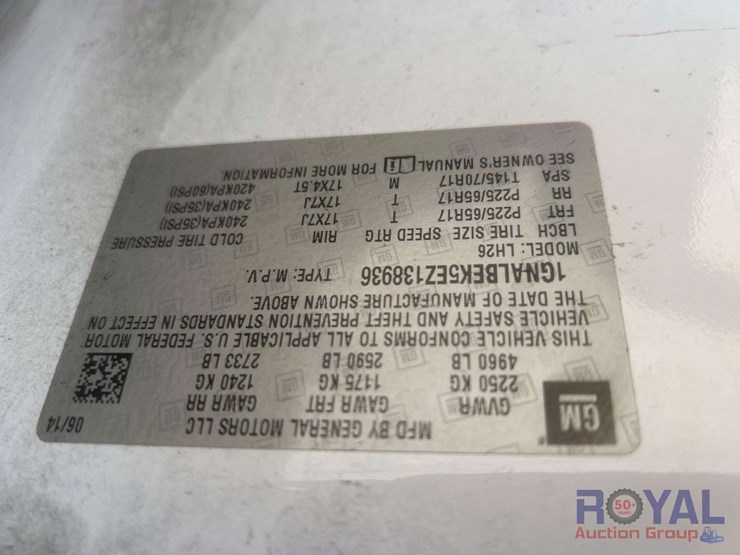 MFD BY GENERAL MOTORS LLC 06/14
GM
GVWR GAWR FRT GAWR RR
2250 KG 1175 KG 1240 KG
4960 LB 2590 LB 2733 LB
THIS VEHICLE CONFORMS TO ALL APPLICABLE U.S. FEDERAL MOTOR
VEHICLE SAFETY AND THEFT PREVENTION STANDARDS IN EFFECT ON
THE DATE OF MANUFACTURE SHOWN ABOVE.
1GNALBEK5EZ138936 TYPE: M.P.V.
MODEL: LH26
LBCH TIRE SIZE SPEED RTG RIM COLD TIRE PRESSURE
FRT P225/65R17 T 17X7J 240KPA(35PSI)
RR P225/65R17 T 17X7J 240KPA(35PSI)
SPA T145/70R17 M 17X4.5T 420KPA(60PSI)
SEE OWNER'S MANUAL FOR MORE INFORMATION.
ROYAL
50+ YEARS
Auction Group